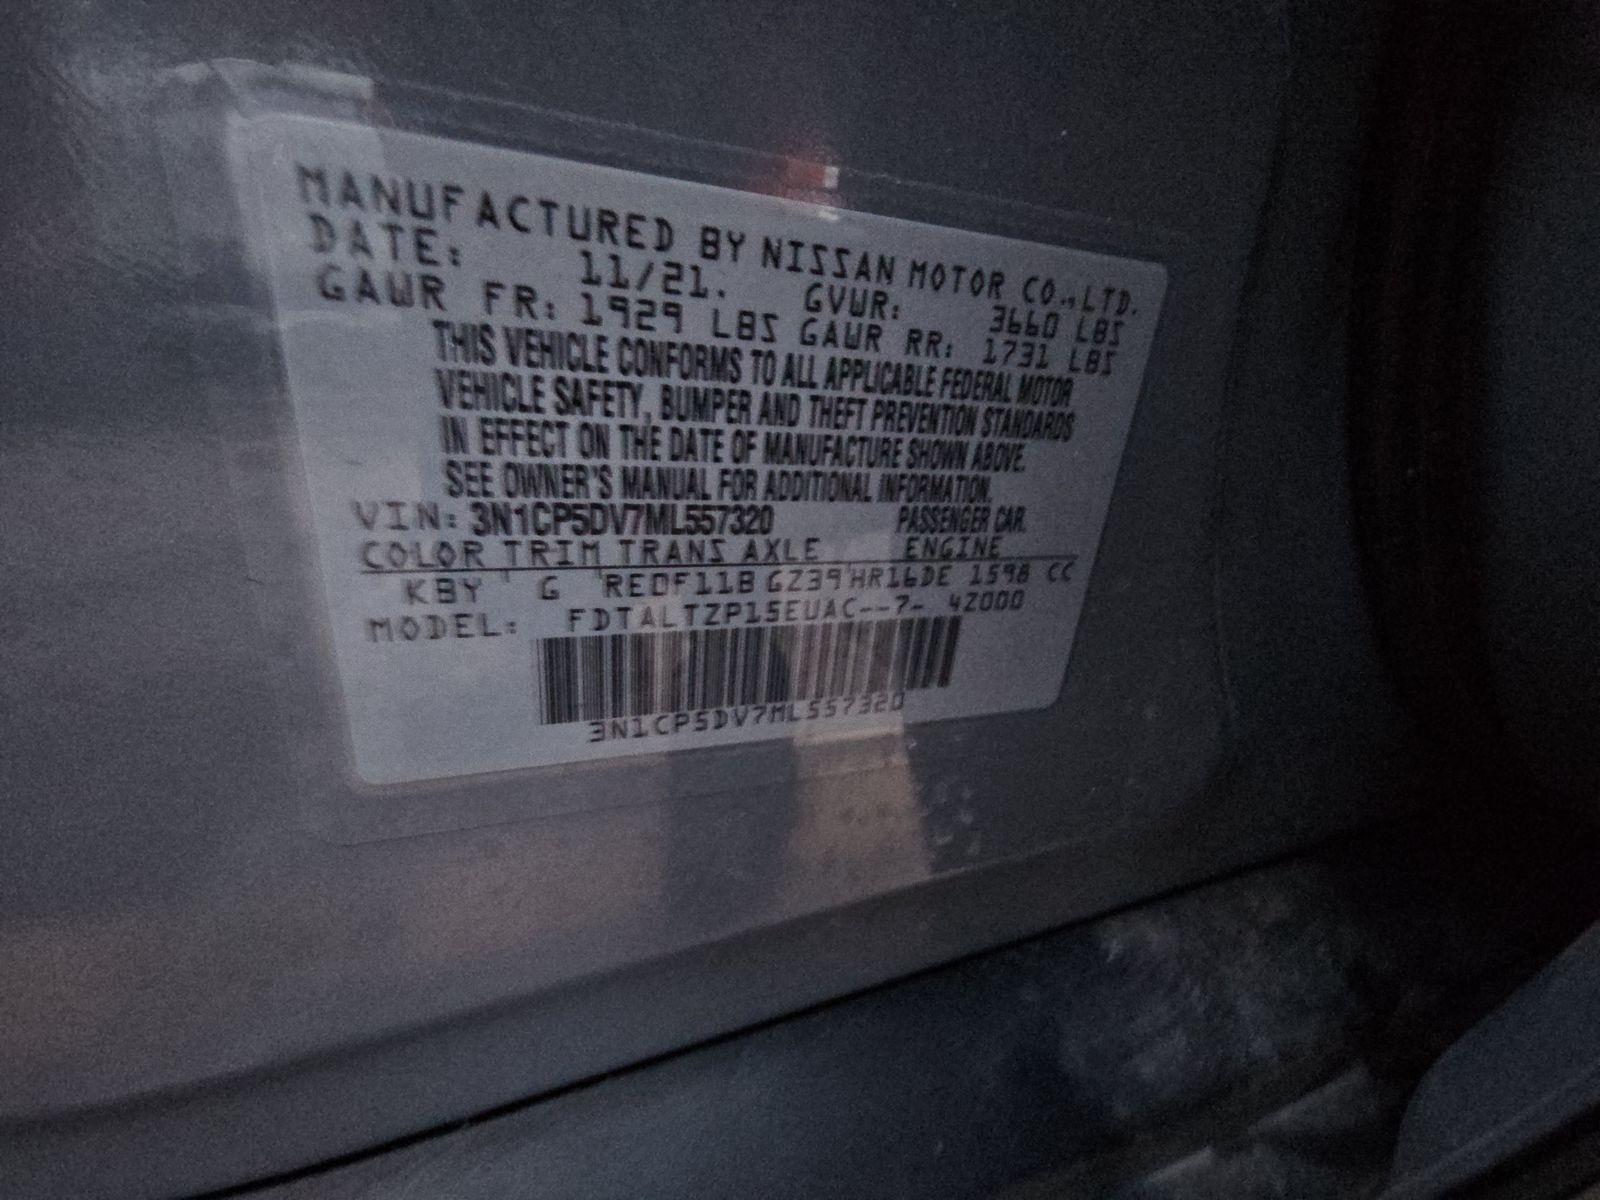 MANUFACTURED BY NISSAN MOTOR CO., LTD.
DATE: 11/21. GVWR: 3660 LBS
GAWR FR: 1929 LBS GAWR RR: 1731 LBS
THIS VEHICLE CONFORMS TO ALL APPLICABLE FEDERAL MOTOR
VEHICLE SAFETY, BUMPER AND THEFT PREVENTION STANDARDS
IN EFFECT ON THE DATE OF MANUFACTURE SHOWN ABOVE.
SEE OWNER'S MANUAL FOR ADDITIONAL INFORMATION.
VIN: 3N1CP5DV7ML557320 PASSENGER CAR
COLOR TRIM TRANS AXLE ENGINE
KBY G RE0F11B GZ39 HR16DE 1598 CC
MODEL: FDTALTZP15EUAC--7- 42000
3N1CP5DV7ML557320